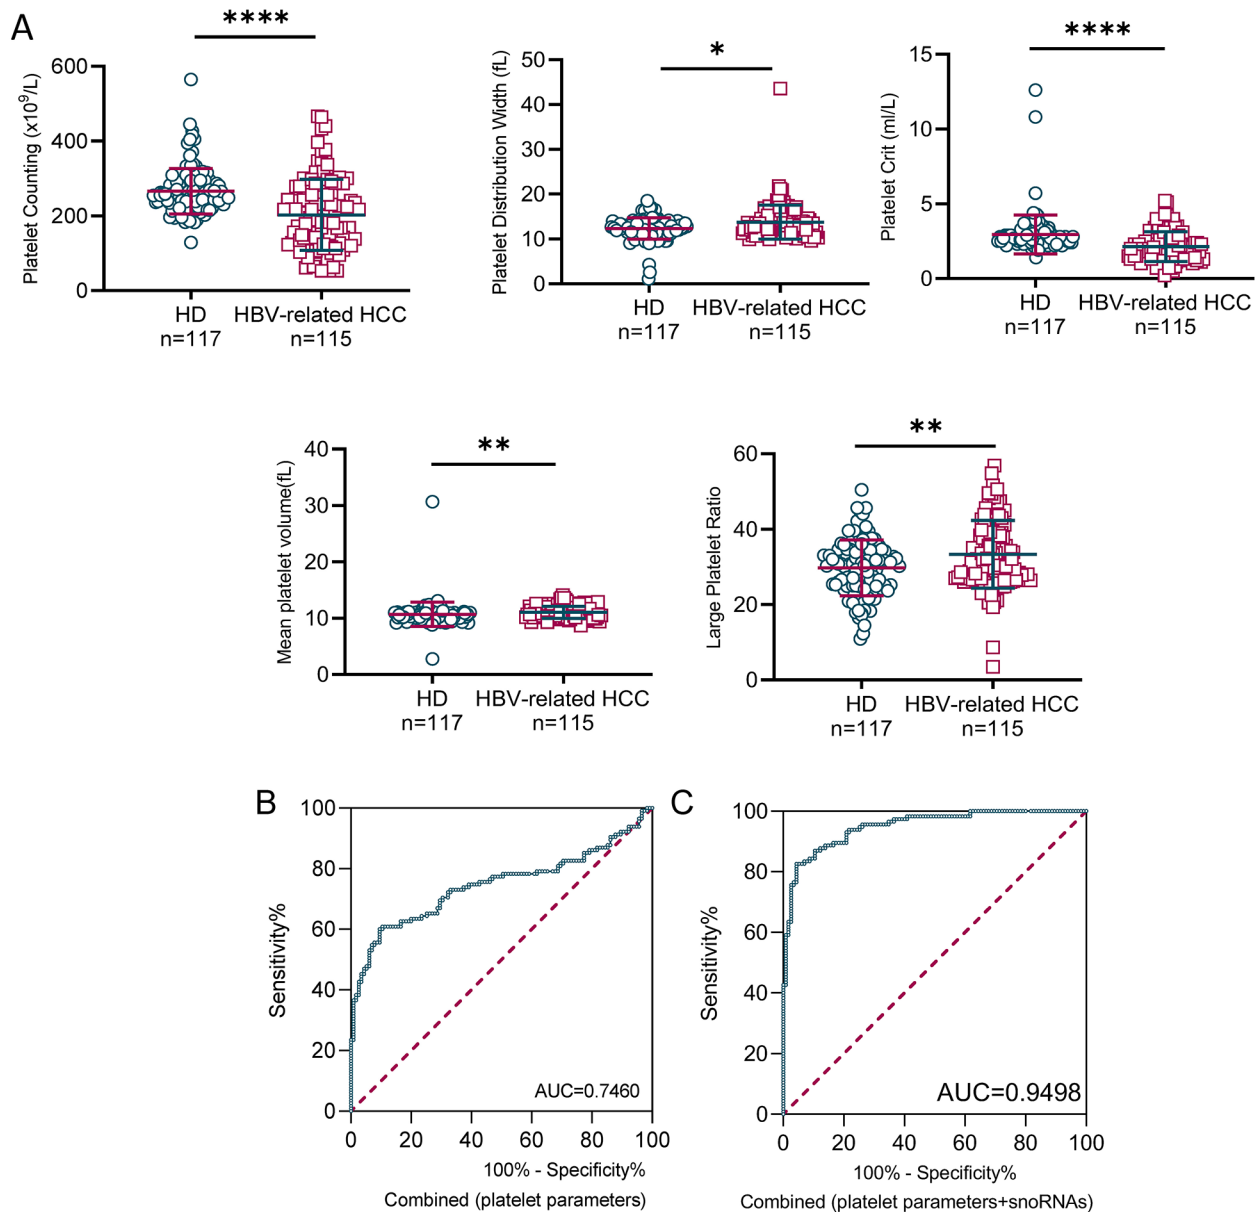 A
****
Platelet Counting (x10⁹/L)
600
400
200
0
HD
n=117
HBV-related HCC
n=115
*
Platelet Distribution Width (fL)
50
40
30
20
10
0
HD
n=117
HBV-related HCC
n=115
****
Platelet Crit (ml/L)
15
10
5
0
HD
n=117
HBV-related HCC
n=115
**
Mean platelet volume(fL)
40
30
20
10
0
HD
n=117
HBV-related HCC
n=115
**
Large Platelet Ratio
60
40
20
0
HD
n=117
HBV-related HCC
n=115
B
Sensitivity%
100
80
60
40
20
0
AUC=0.7460
0 20 40 60 80 100
100% - Specificity%
Combined (platelet parameters)
C
Sensitivity%
100
80
60
40
20
0
AUC=0.9498
0 20 40 60 80 100
100% - Specificity%
Combined (platelet parameters+snoRNAs)